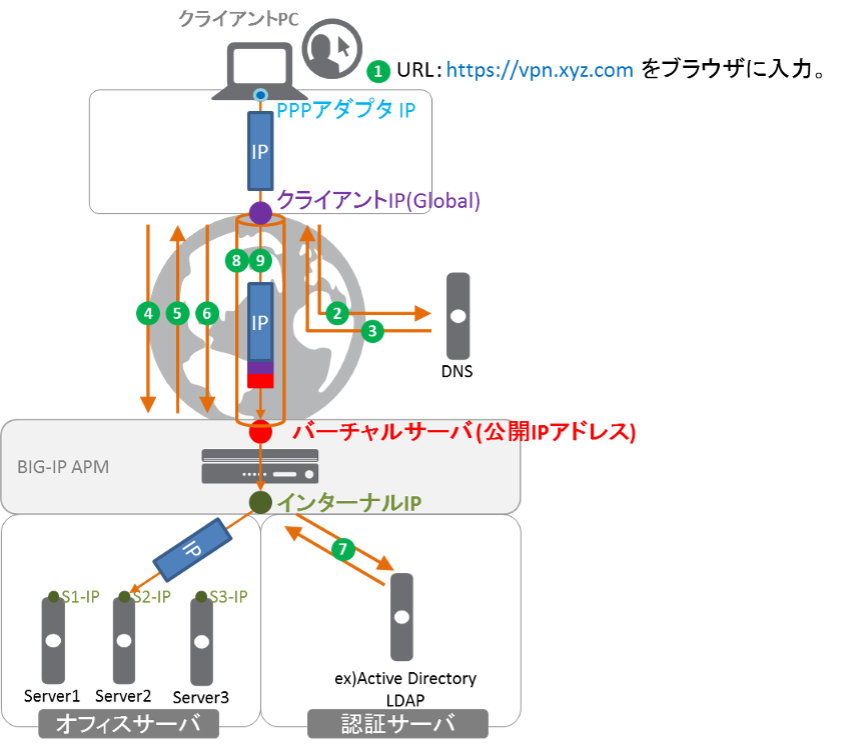 クライアントPC
1 URL：https://vpn.xyz.com をブラウザに入力。
PPPアダプタ IP
IP
クライアントIP(Global)
8 9
4 5 6 IP 2
3
DNS
バーチャルサーバ(公開IPアドレス)
BIG-IP APM
インターナルIP
IP
7
S1-IP S2-IP S3-IP
ex)Active Directory
LDAP
Server1 Server2 Server3
オフィスサーバ 認証サーバ